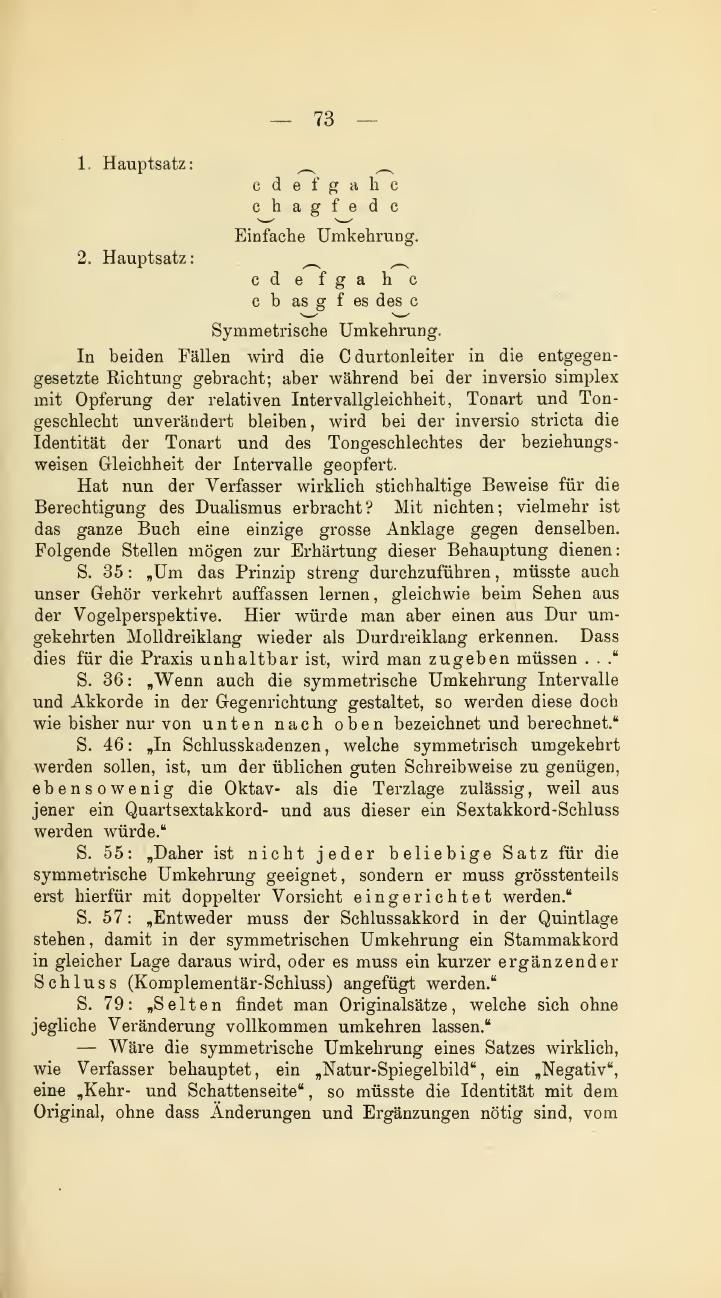 — 73 —
1. Hauptsatz:
c d e f g a h c
c h a g f e d c
Einfache Umkehrung.
2. Hauptsatz:
c d e f g a h c
c b as g f es des c
Symmetrische Umkehrung.
In beiden Fällen wird die Cdurtonleiter in die entgegen-
gesetzte Richtung gebracht; aber während bei der inversio simplex
mit Opferung der relativen Intervallgleichheit, Tonart und Ton-
geschlecht unverändert bleiben, wird bei der inversio stricta die
Identität der Tonart und des Tongeschlechtes der beziehungs-
weisen Gleichheit der Intervalle geopfert.
Hat nun der Verfasser wirklich stichhaltige Beweise für die
Berechtigung des Dualismus erbracht? Mit nichten; vielmehr ist
das ganze Buch eine einzige grosse Anklage gegen denselben.
Folgende Stellen mögen zur Erhärtung dieser Behauptung dienen:
S. 35: „Um das Prinzip streng durchzuführen, müsste auch
unser Gehör verkehrt auffassen lernen, gleichwie beim Sehen aus
der Vogelperspektive. Hier würde man aber einen aus Dur um-
gekehrten Molldreiklang wieder als Durdreiklang erkennen. Dass
dies für die Praxis unhaltbar ist, wird man zugeben müssen . . .“
S. 36: „Wenn auch die symmetrische Umkehrung Intervalle
und Akkorde in der Gegenrichtung gestaltet, so werden diese doch
wie bisher nur von unten nach oben bezeichnet und berechnet.“
S. 46: „In Schlusskadenzen, welche symmetrisch umgekehrt
werden sollen, ist, um der üblichen guten Schreibweise zu genügen,
ebensowenig die Oktav- als die Terzlage zulässig, weil aus
jener ein Quartsextakkord- und aus dieser ein Sextakkord-Schluss
werden würde.“
S. 55: „Daher ist nicht jeder beliebige Satz für die
symmetrische Umkehrung geeignet, sondern er muss grösstenteils
erst hierfür mit doppelter Vorsicht eingerichtet werden.“
S. 57: „Entweder muss der Schlussakkord in der Quintlage
stehen, damit in der symmetrischen Umkehrung ein Stammakkord
in gleicher Lage daraus wird, oder es muss ein kurzer ergänzender
Schluss (Komplementär-Schluss) angefügt werden.“
S. 79: „Selten findet man Originalsätze, welche sich ohne
jegliche Veränderung vollkommen umkehren lassen.“
— Wäre die symmetrische Umkehrung eines Satzes wirklich,
wie Verfasser behauptet, ein „Natur-Spiegelbild“, ein „Negativ“,
eine „Kehr- und Schattenseite“, so müsste die Identität mit dem
Original, ohne dass Änderungen und Ergänzungen nötig sind, vom